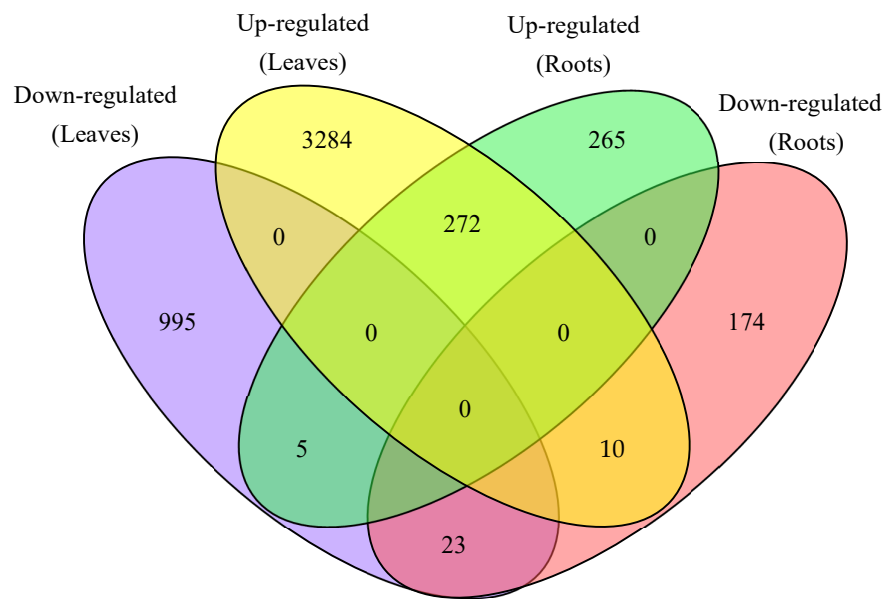 Up-regulated
(Leaves)
Up-regulated
(Roots)
Down-regulated
(Leaves)
Down-regulated
(Roots)
3284
265
272
0
0
995
0
0
174
0
5
10
23